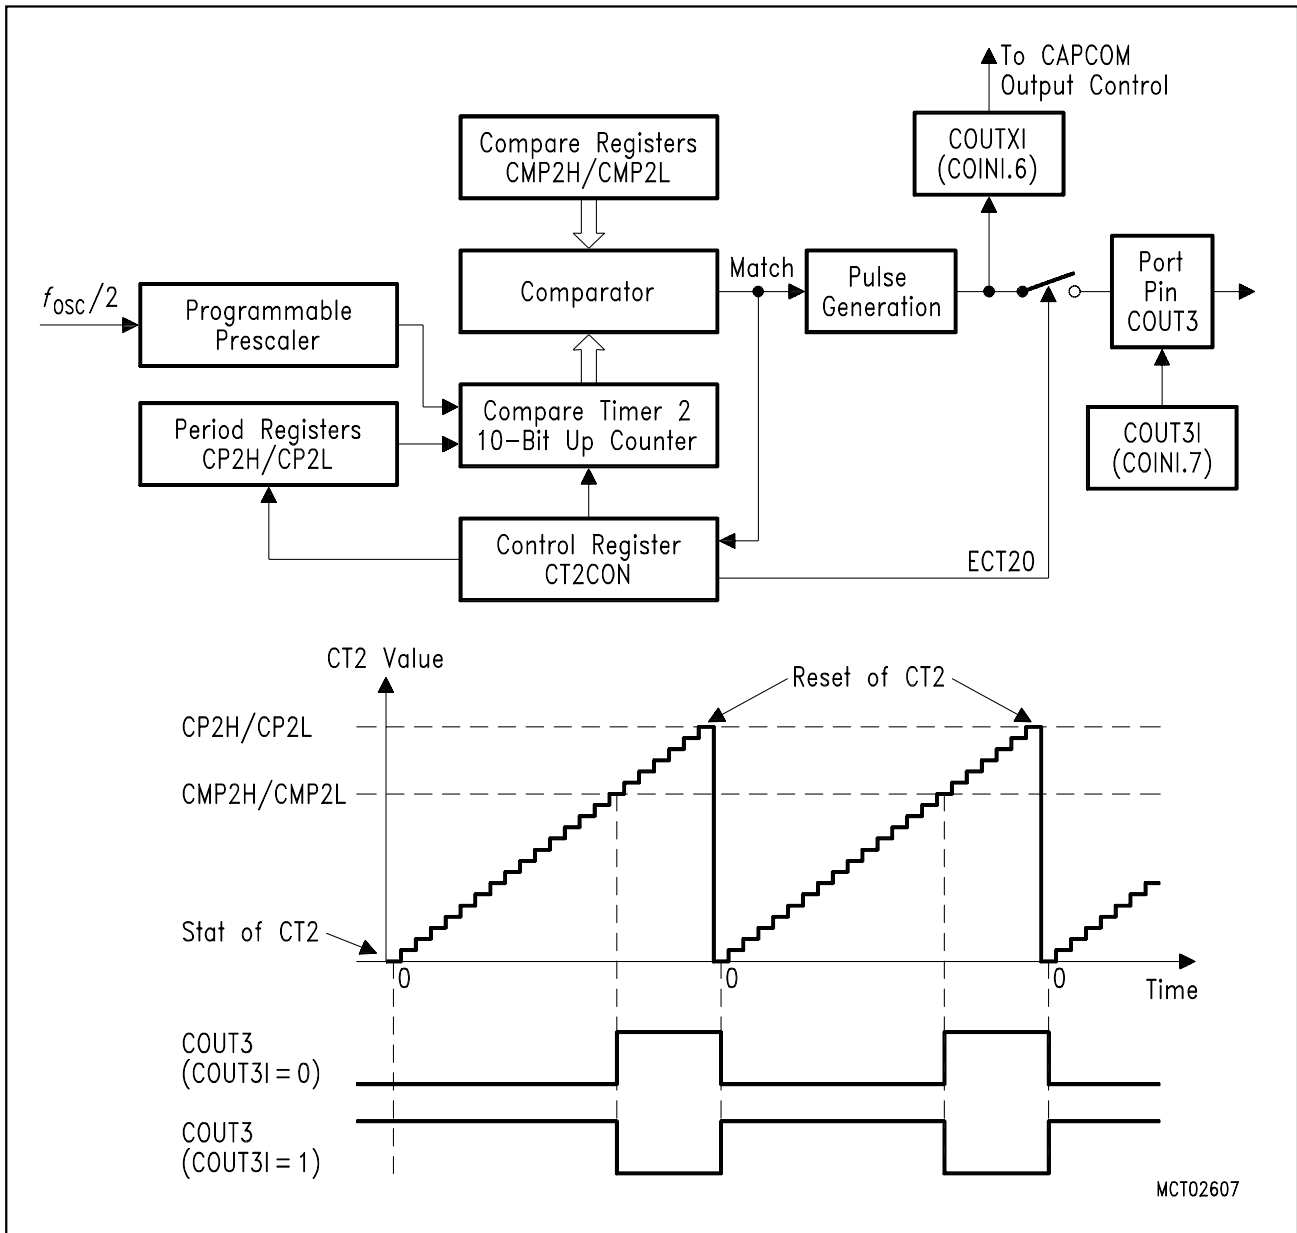 To CAPCOM
Output Control
Compare Registers
CMP2H/CMP2L
COUTXI
(COINI.6)
fOSC/2
Programmable
Prescaler
Comparator
Match
Pulse
Generation
Port
Pin
COUT3
Period Registers
CP2H/CP2L
Compare Timer 2
10-Bit Up Counter
COUT3I
(COINI.7)
Control Register
CT2CON
ECT2O
CT2 Value
Reset of CT2
CP2H/CP2L
CMP2H/CMP2L
Stat of CT2
0
0
0
Time
COUT3
(COUT3I=0)
COUT3
(COUT3I=1)
MCT02607